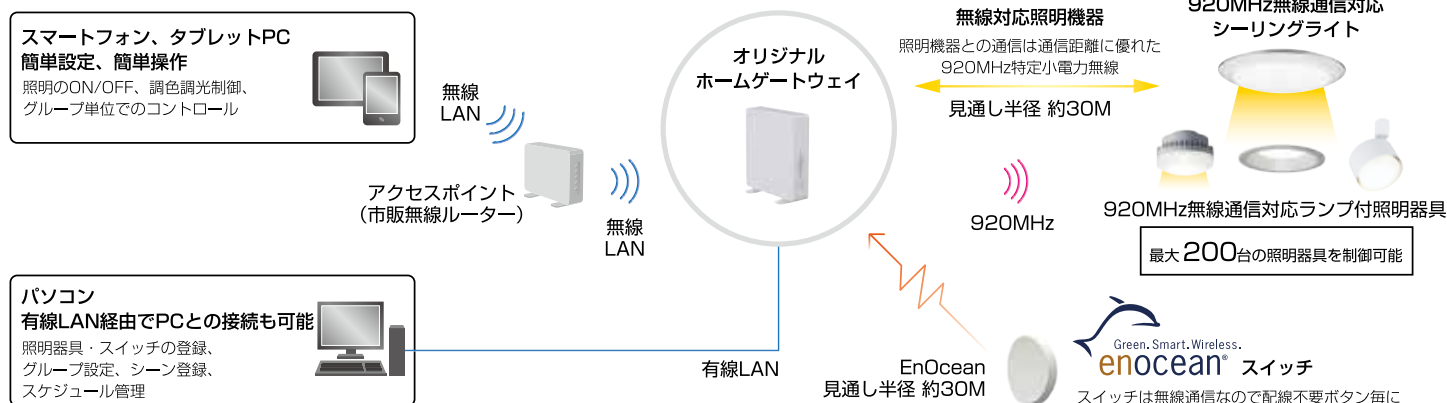 スマートフォン、タブレットPC
簡単設定、簡単操作
照明のON/OFF、調色調光制御、
グループ単位でのコントロール
無線
LAN
アクセスポイント
（市販無線ルーター）
無線
LAN
オリジナル
ホームゲートウェイ
無線対応照明機器
照明機器との通信は通信距離に優れた
920MHz特定小電力無線
見通し半径 約30M
920MHz
920MHz無線通信対応
シーリングライト
920MHz無線通信対応ランプ付照明器具
最大200台の照明器具を制御可能
パソコン
有線LAN経由でPCとの接続も可能
照明器具・スイッチの登録、
グループ設定、シーン登録、
スケジュール管理
有線LAN
EnOcean
見通し半径 約30M
Green. Smart. Wireless.
enocean® スイッチ
スイッチは無線通信なので配線不要ボタン毎に